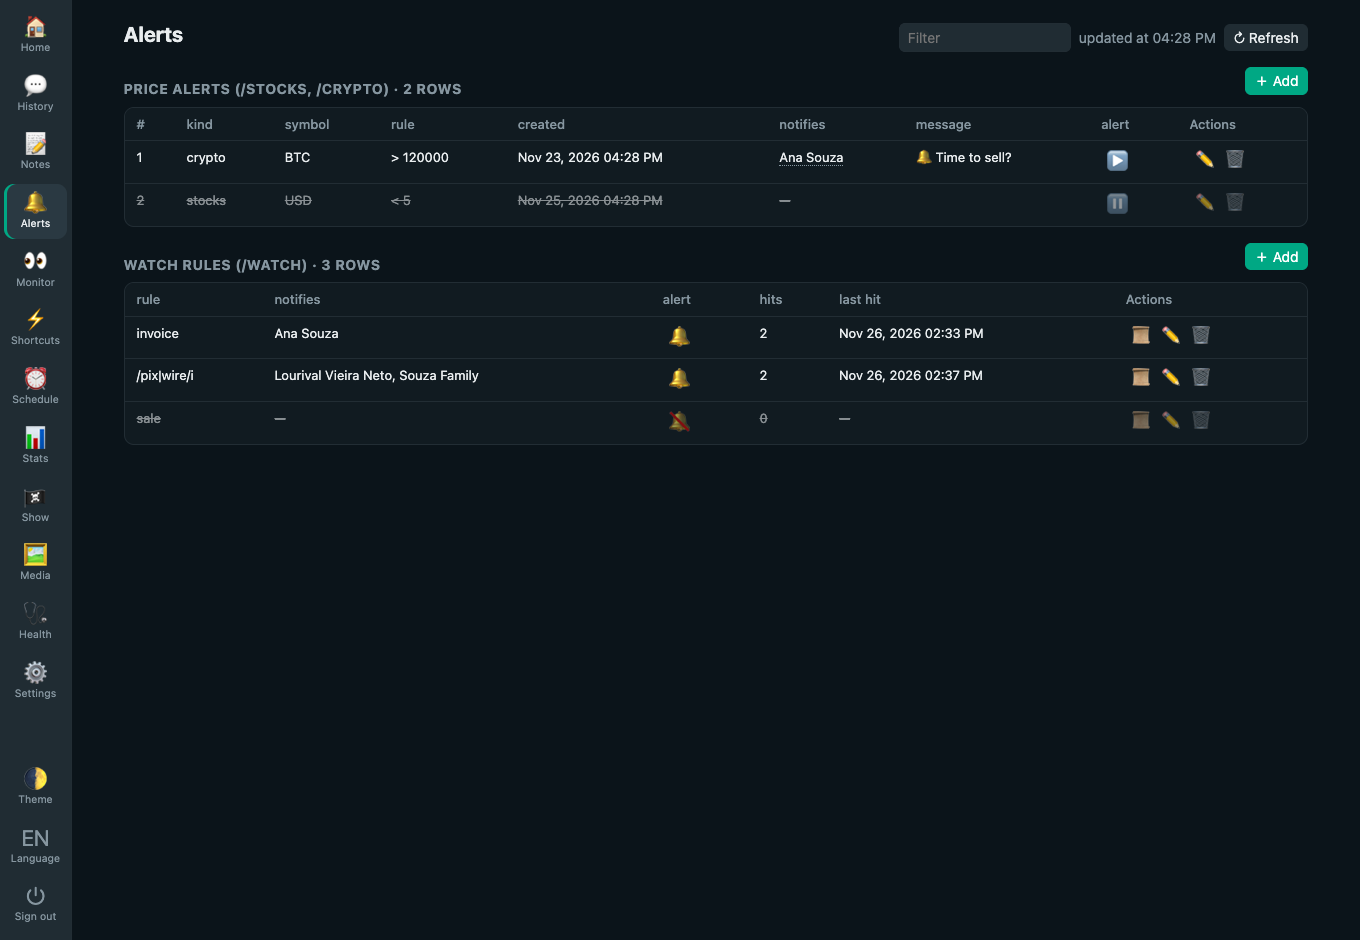 Home
History
Notes
Alerts
Monitor
Shortcuts
Schedule
Stats
Show
Media
Health
Settings
Theme
EN
Language
Sign out
Alerts
Filter
updated at 04:28 PM
Refresh
PRICE ALERTS (/STOCKS, /CRYPTO) · 2 ROWS
+ Add
# kind symbol rule created notifies message alert Actions
1 crypto BTC > 120000 Nov 23, 2026 04:28 PM Ana Souza 🔔 Time to sell?
2 stocks USD < 5 Nov 25, 2026 04:28 PM —
WATCH RULES (/WATCH) · 3 ROWS
+ Add
rule notifies alert hits last hit Actions
invoice Ana Souza 2 Nov 26, 2026 02:33 PM
/pix|wire/i Lourival Vieira Neto, Souza Family 2 Nov 26, 2026 02:37 PM
sale — 0 —